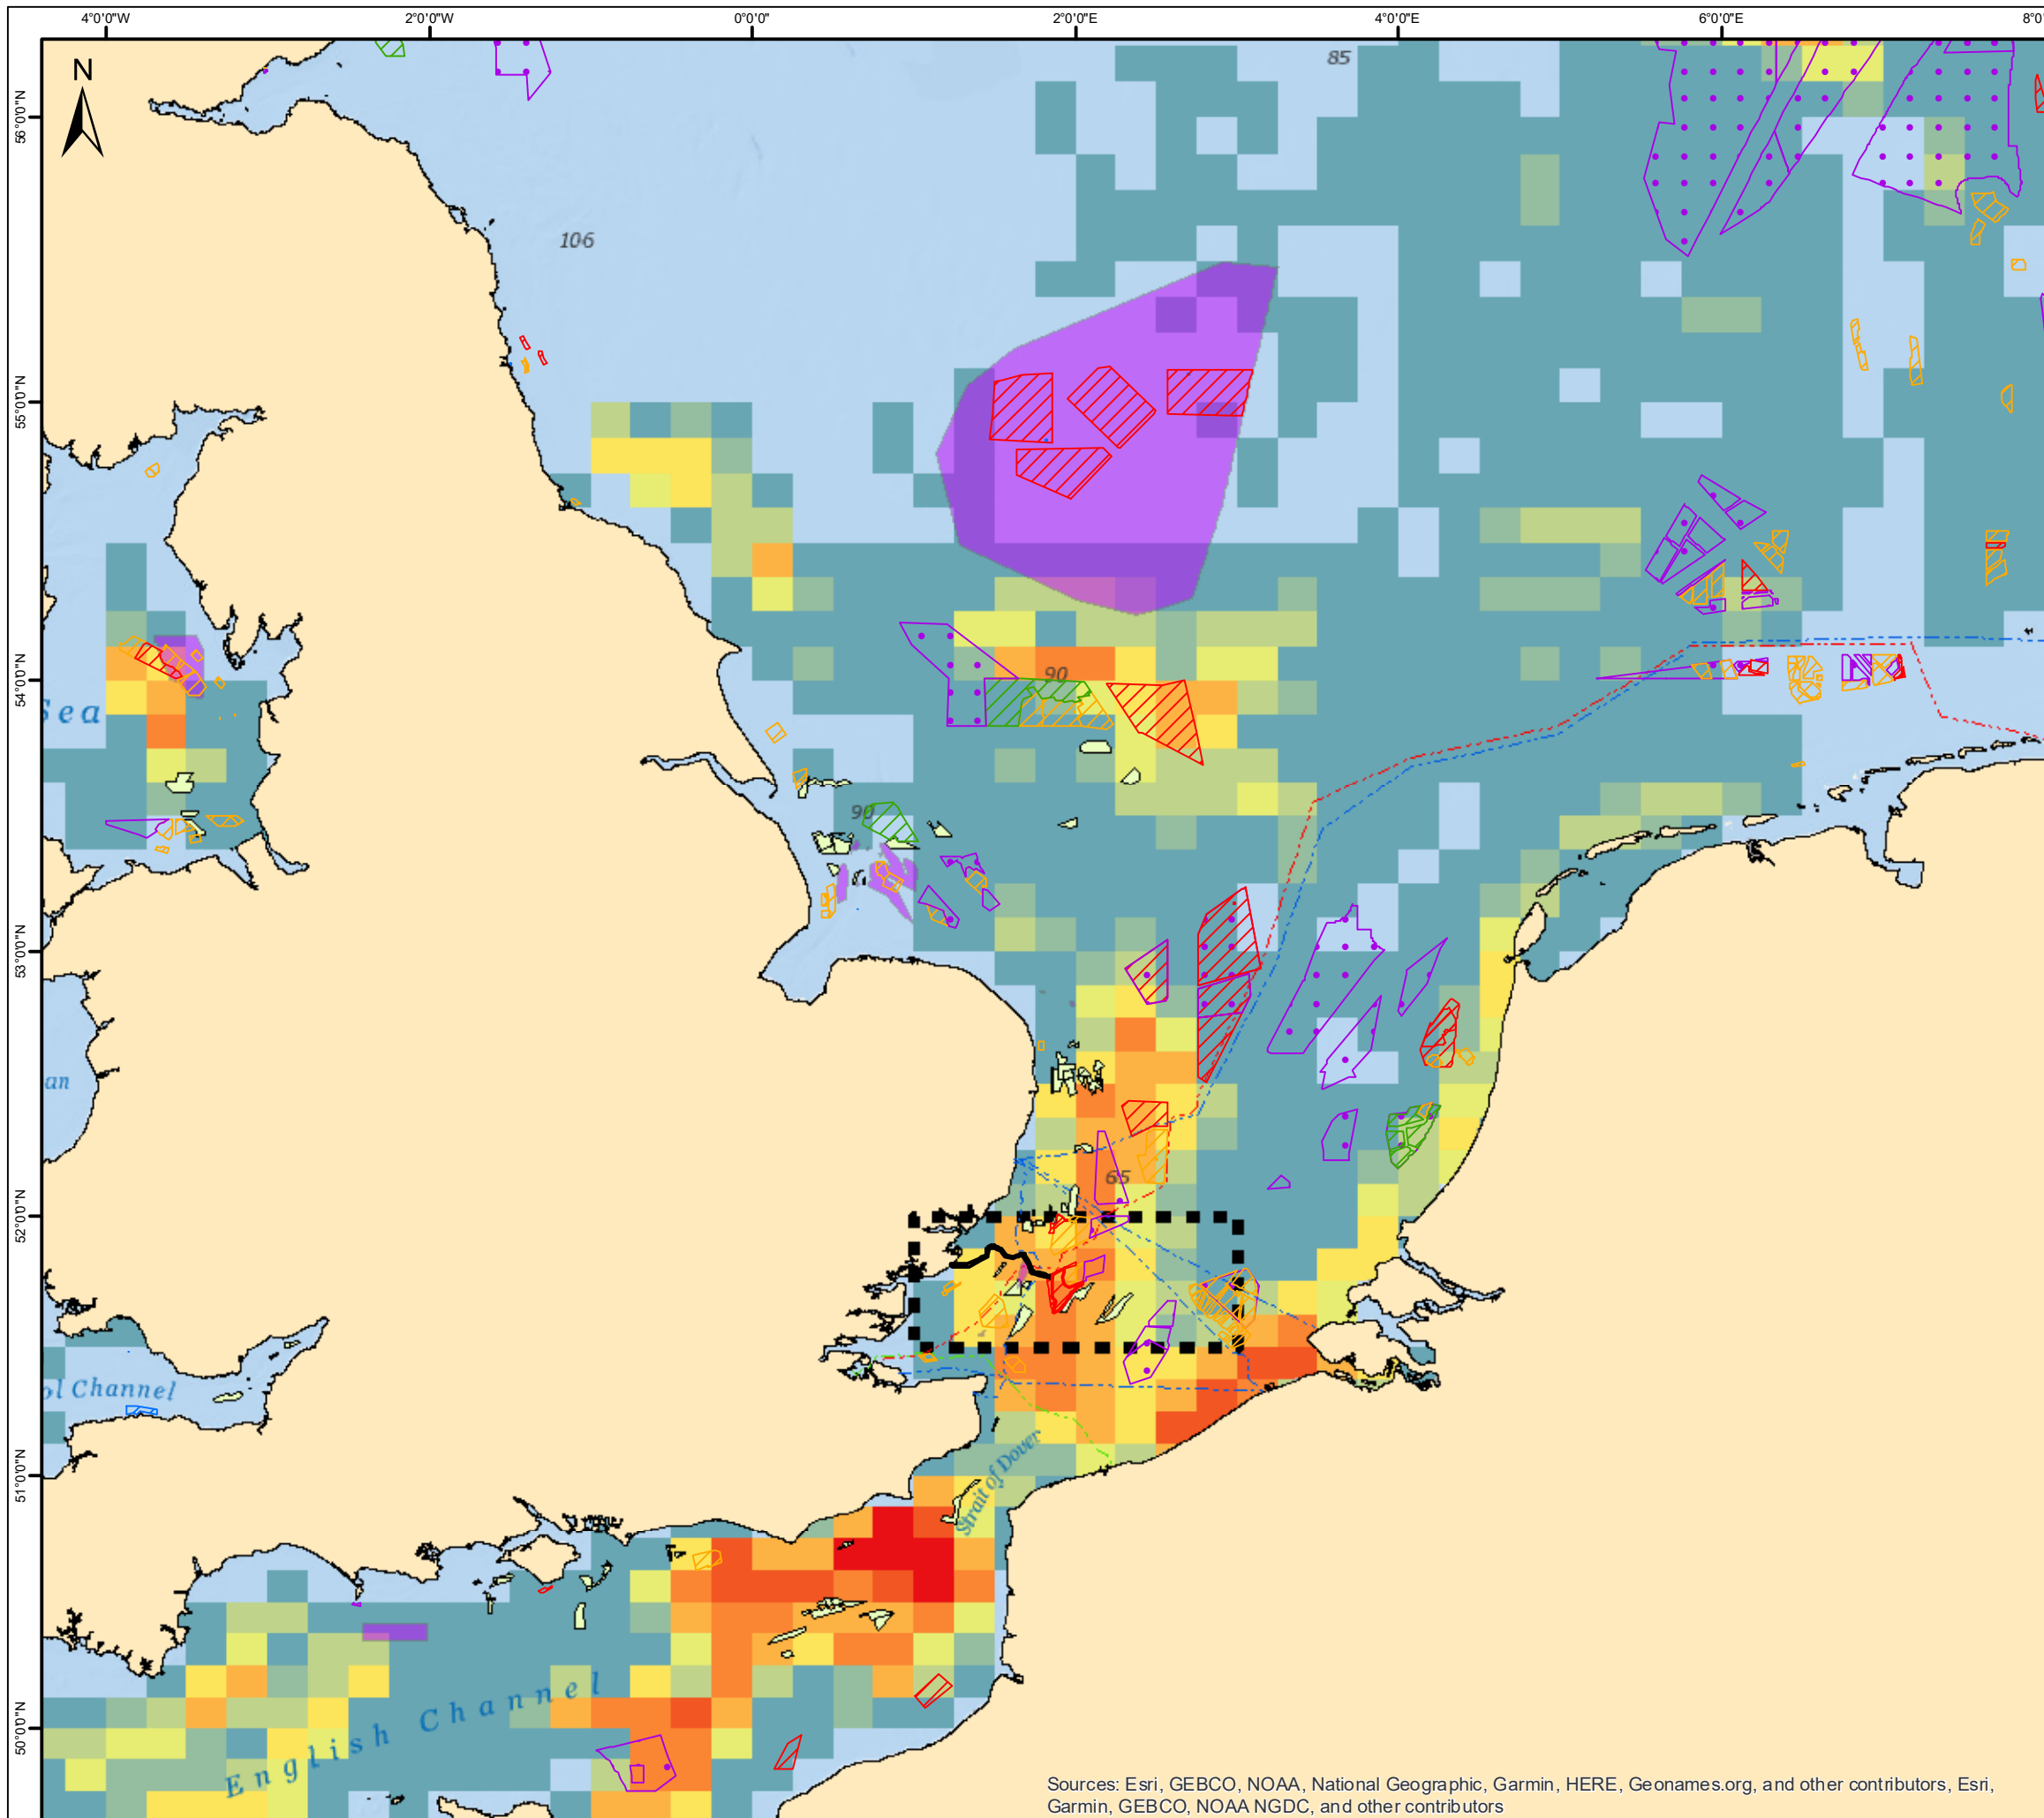 4°0'0"W 2°0'0"W 0°0'0" 2°0'0"E 4°0'0"E 6°0'0"E 8°0'
N
85
56°0'0"N
106
55°0'0"N
90
54°0'0"N
Sea
90
53°0'0"N
an
65
52°0'0"N
ol Channel
51°0'0"N
Strait of Dover
English Channel
50°0'0"N
Sources: Esri, GEBCO, NOAA, National Geographic, Garmin, HERE, Geonames.org, and other contributors, Esri,
Garmin, GEBCO, NOAA NGDC, and other contributors